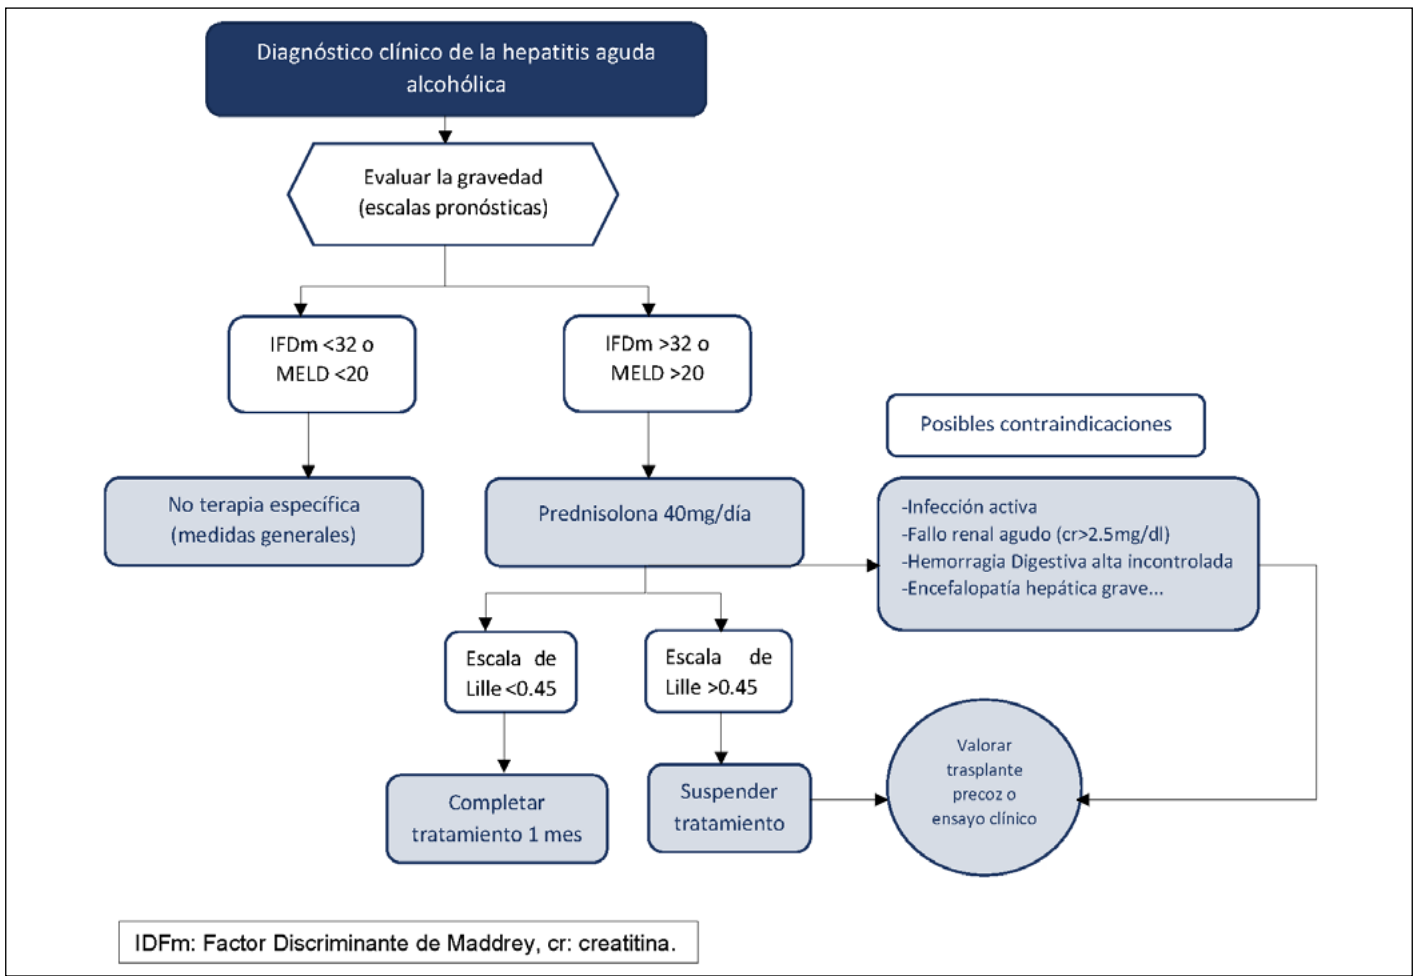 Diagnóstico clínico de la hepatitis aguda
alcohólica
Evaluar la gravedad
(escalas pronósticas)
IFDm <32 o
MELD <20
IFDm >32 o
MELD >20
Posibles contraindicaciones
No terapia específica
(medidas generales)
Prednisolona 40mg/día
-Infección activa
-Fallo renal agudo (cr>2.5mg/dl)
-Hemorragia Digestiva alta incontrolada
-Encefalopatía hepática grave...
Escala de
Lille <0.45
Escala de
Lille >0.45
Completar
tratamiento 1 mes
Suspender
tratamiento
Valorar
trasplante
precoz o
ensayo clínico
IDFm: Factor Discriminante de Maddrey, cr: creatitina.